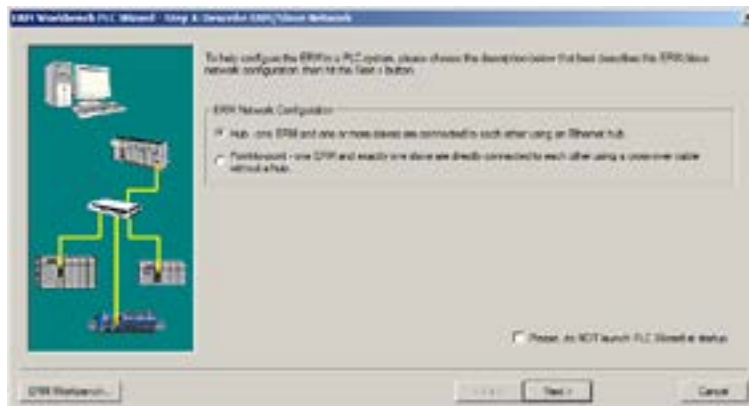 ERM Workbench PLC Wizard - Step 4: Describe ERM/Slave Network
To help configure the ERM in a PLC system, please choose the description below that best describes the ERM/Slave
network configuration then hit the Next > button.
ERM Network Configuration
Hub - one ERM and one or more slaves are connected to each other using an Ethernet hub.
Point-to-point - one ERM and exactly one slave are directly connected to each other using a cross-over cable
without a hub.
Please, do NOT launch PLC Wizard at startup.
ERM Workbench...
Next >
Cancel